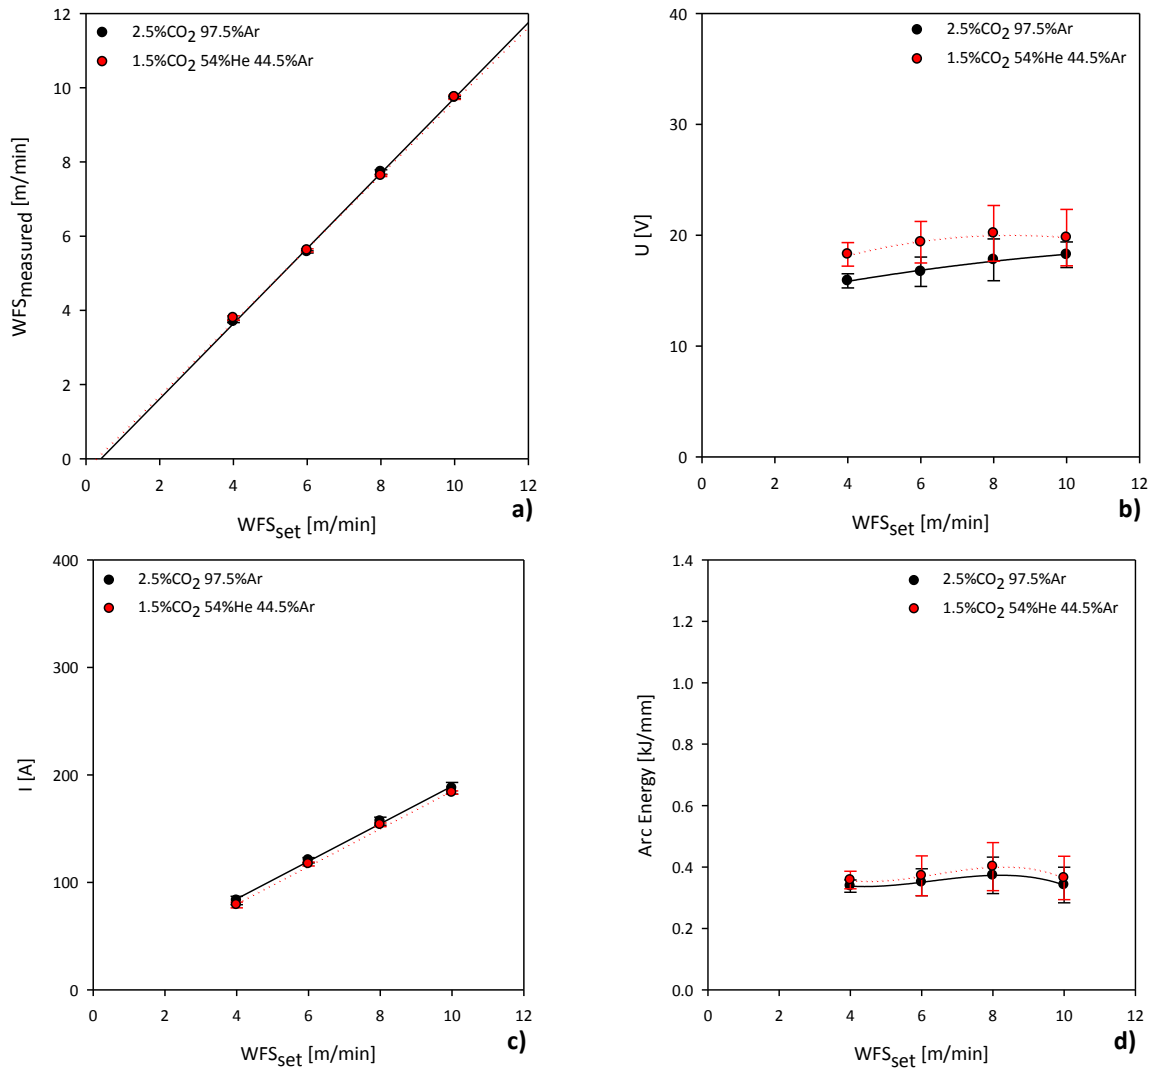 2.5%CO2 97.5%Ar
1.5%CO2 54%He 44.5%Ar
WFSmeasured [m/min]
12
10
8
6
4
2
0
0 2 4 6 8 10 12
WFSset [m/min]
a)
2.5%CO2 97.5%Ar
1.5%CO2 54%He 44.5%Ar
U [V]
40
30
20
10
0
0 2 4 6 8 10 12
WFSset [m/min]
b)
2.5%CO2 97.5%Ar
1.5%CO2 54%He 44.5%Ar
I [A]
400
300
200
100
0
0 2 4 6 8 10 12
WFSset [m/min]
c)
2.5%CO2 97.5%Ar
1.5%CO2 54%He 44.5%Ar
Arc Energy [kJ/mm]
1.4
1.2
1.0
0.8
0.6
0.4
0.2
0.0
0 2 4 6 8 10 12
WFSset [m/min]
d)